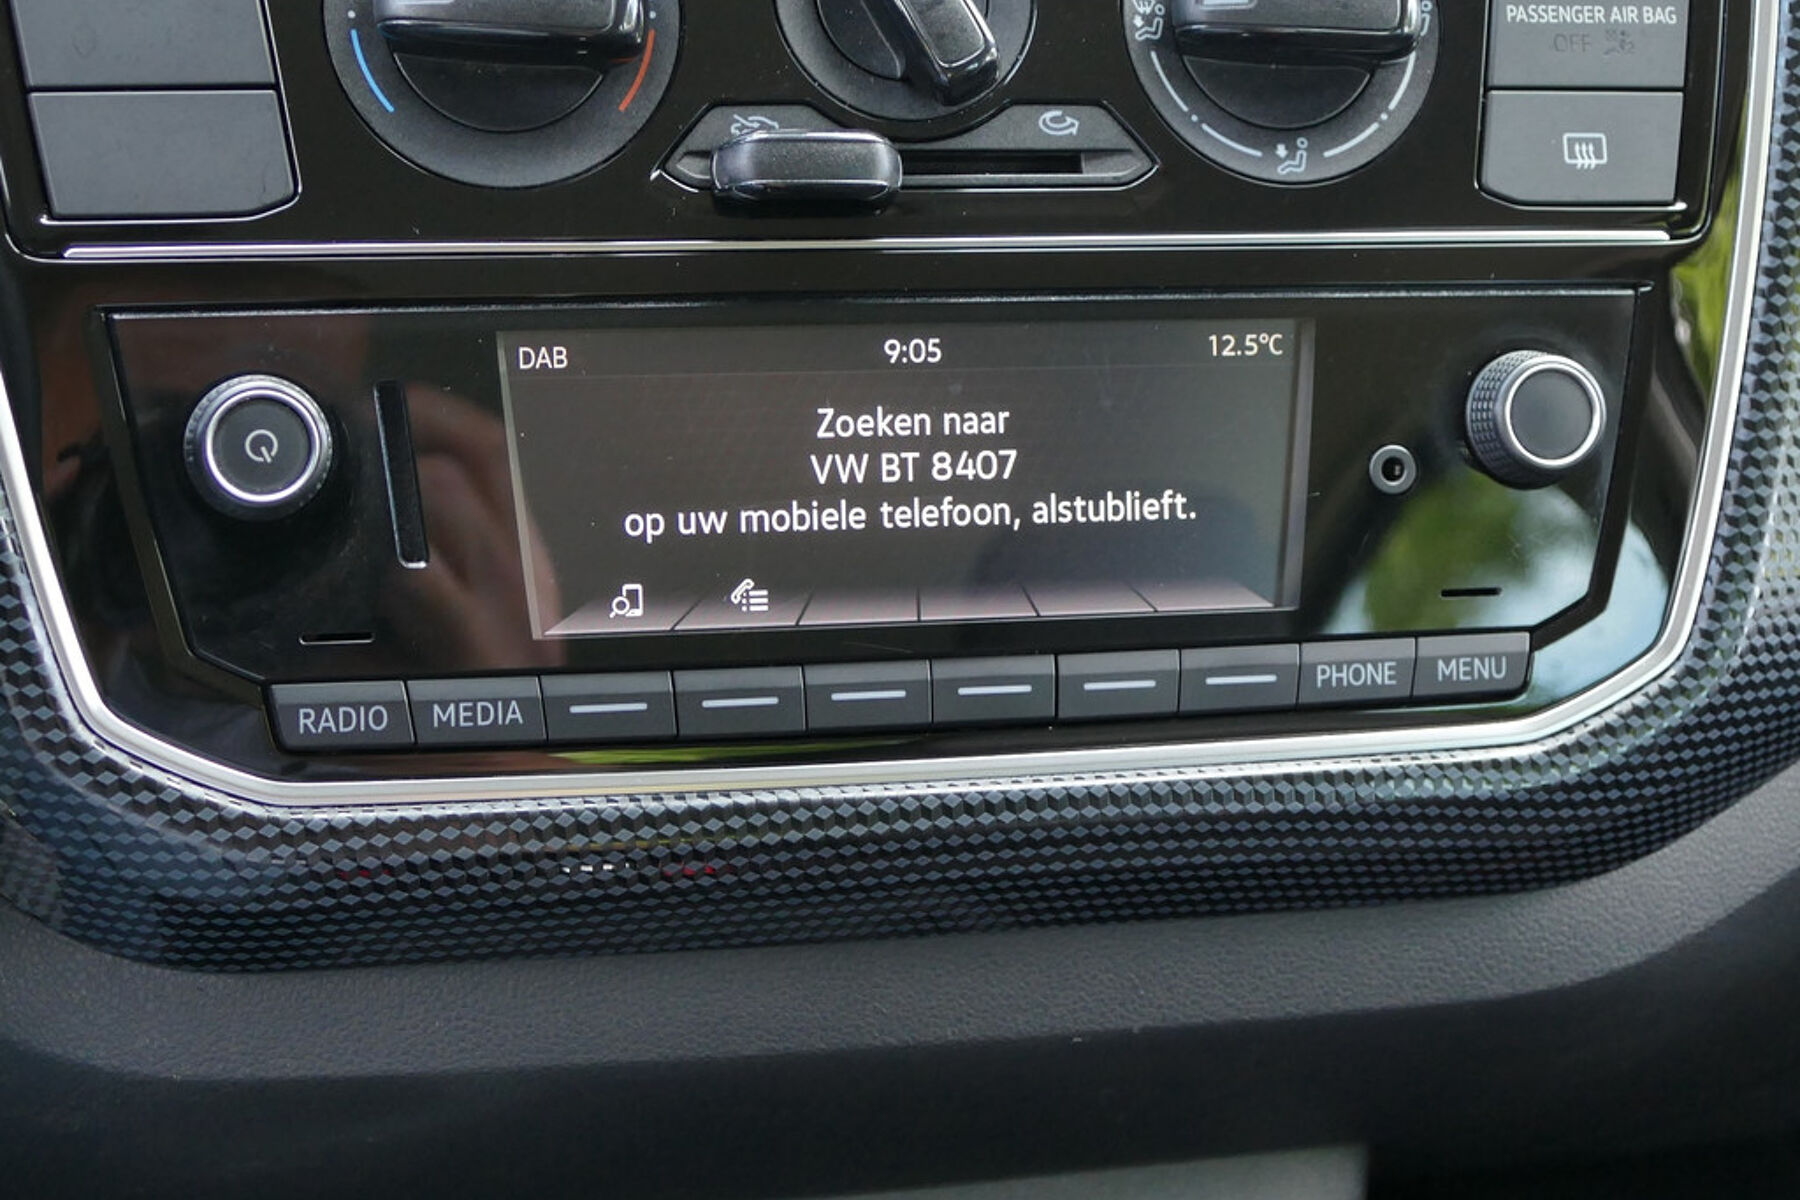 PASSENGER AIR BAG
OFF
DAB 9:05 12.5°C
Zoeken naar
VW BT 8407
op uw mobiele telefoon, alstublieft.
RADIO MEDIA PHONE MENU